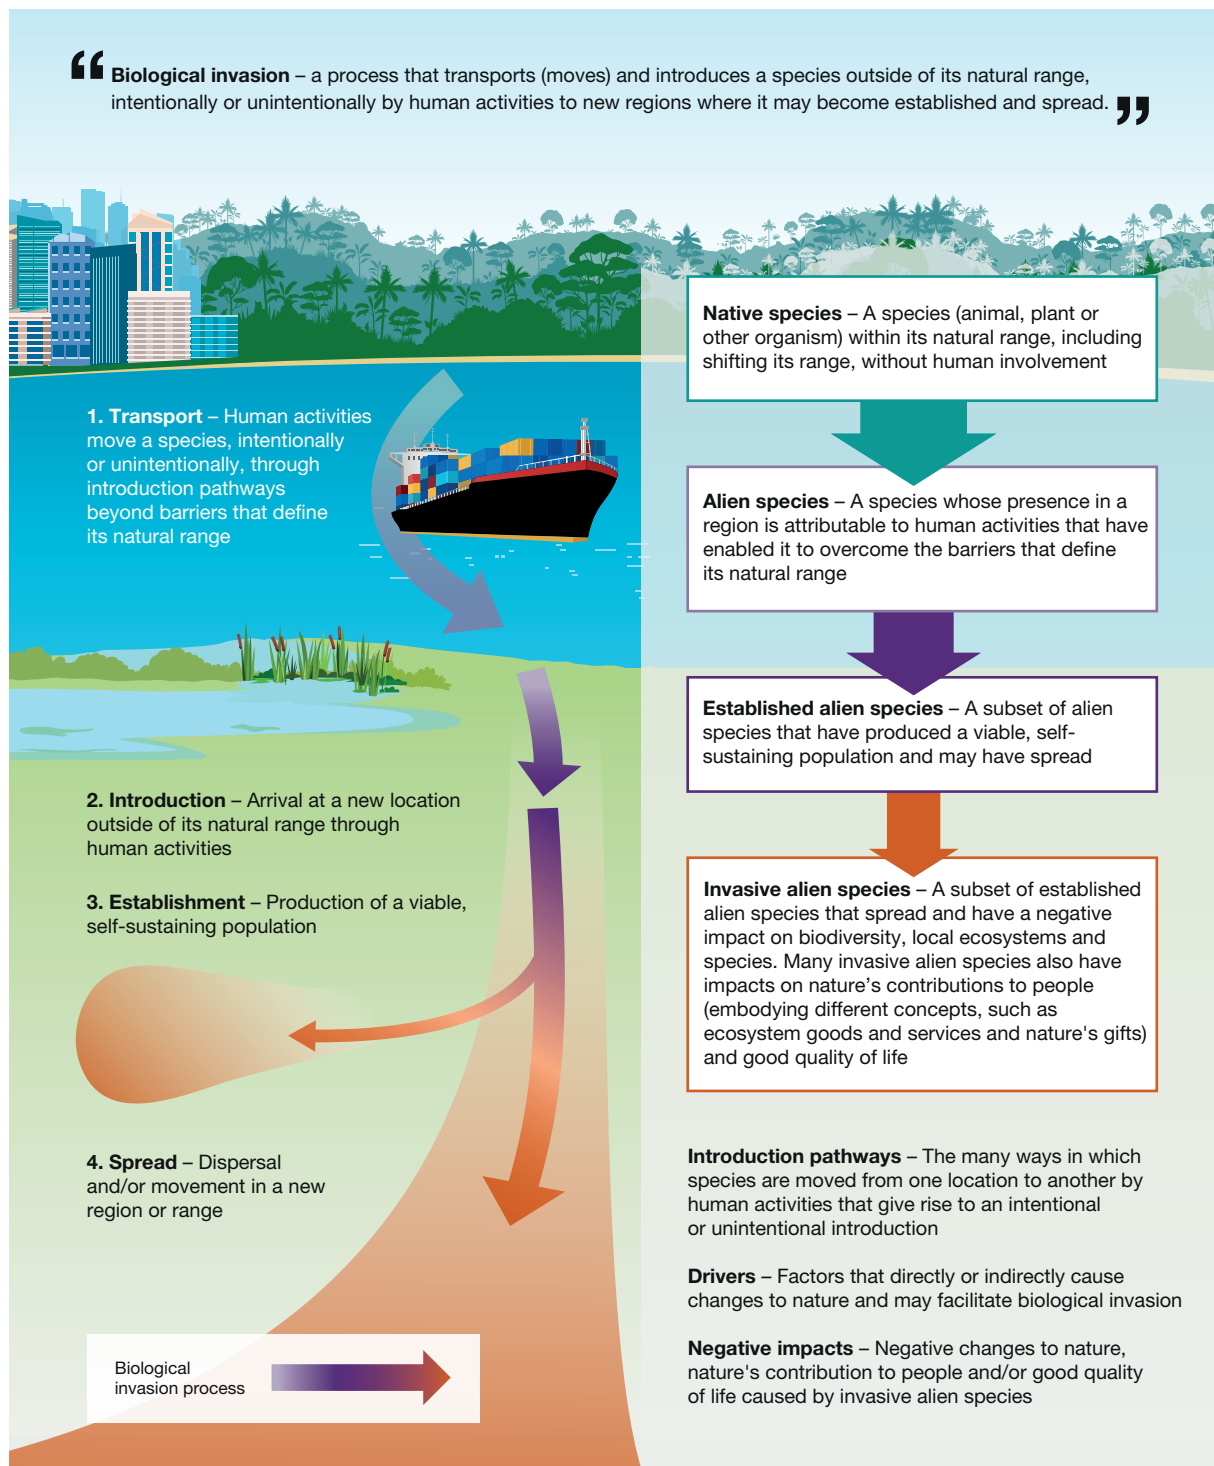 “ Biological invasion – a process that transports (moves) and introduces a species outside of its natural range,
intentionally or unintentionally by human activities to new regions where it may become established and spread. ”
1. Transport – Human activities
move a species, intentionally
or unintentionally, through
introduction pathways
beyond barriers that define
its natural range
2. Introduction – Arrival at a new location
outside of its natural range through
human activities
3. Establishment – Production of a viable,
self-sustaining population
4. Spread – Dispersal
and/or movement in a new
region or range
Biological
invasion process
Native species – A species (animal, plant or
other organism) within its natural range, including
shifting its range, without human involvement
Alien species – A species whose presence in a
region is attributable to human activities that have
enabled it to overcome the barriers that define
its natural range
Established alien species – A subset of alien
species that have produced a viable, self-
sustaining population and may have spread
Invasive alien species – A subset of established
alien species that spread and have a negative
impact on biodiversity, local ecosystems and
species. Many invasive alien species also have
impacts on nature’s contributions to people
(embodying different concepts, such as
ecosystem goods and services and nature's gifts)
and good quality of life
Introduction pathways – The many ways in which
species are moved from one location to another by
human activities that give rise to an intentional
or unintentional introduction
Drivers – Factors that directly or indirectly cause
changes to nature and may facilitate biological invasion
Negative impacts – Negative changes to nature,
nature's contribution to people and/or good quality
of life caused by invasive alien species